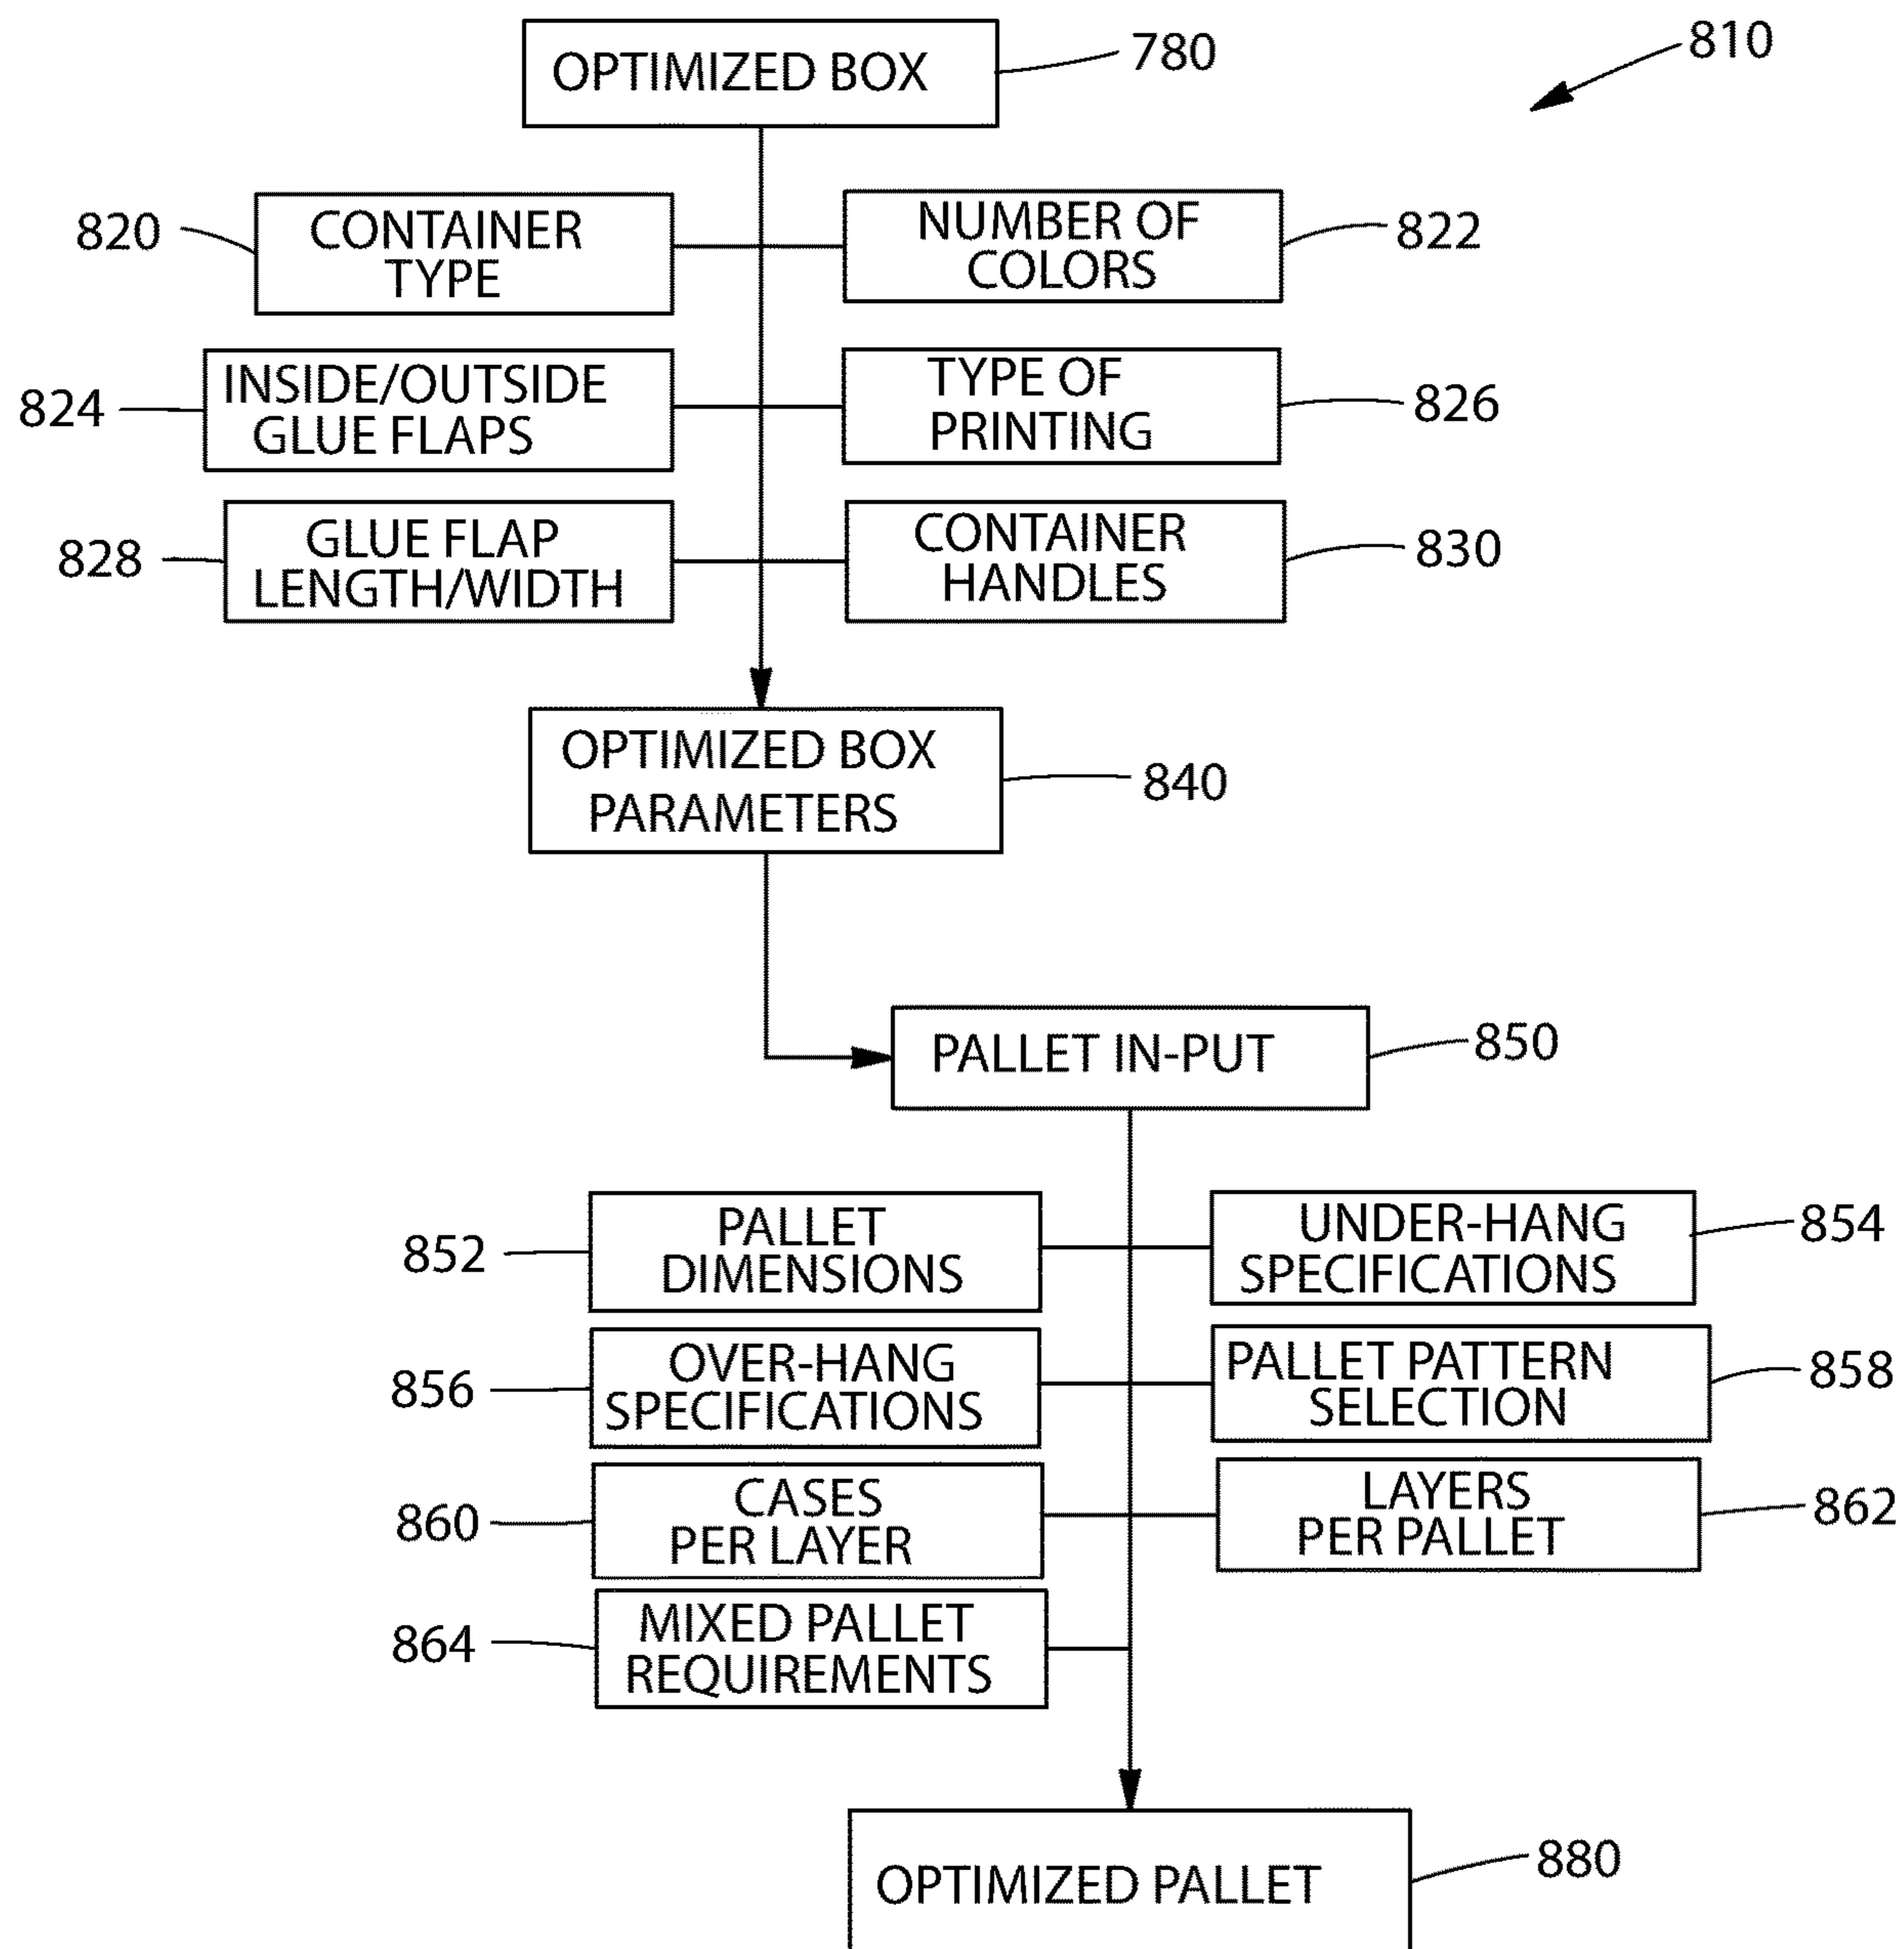 OPTIMIZED BOX
780
810
820
CONTAINER
TYPE
NUMBER OF
COLORS
822
824
INSIDE/OUTSIDE
GLUE FLAPS
TYPE OF
PRINTING
826
828
GLUE FLAP
LENGTH/WIDTH
CONTAINER
HANDLES
830
OPTIMIZED BOX
PARAMETERS
840
PALLET IN-PUT
850
852
PALLET
DIMENSIONS
UNDER-HANG
SPECIFICATIONS
854
856
OVER-HANG
SPECIFICATIONS
PALLET PATTERN
SELECTION
858
860
CASES
PER LAYER
LAYERS
PER PALLET
862
864
MIXED PALLET
REQUIREMENTS
OPTIMIZED PALLET
880